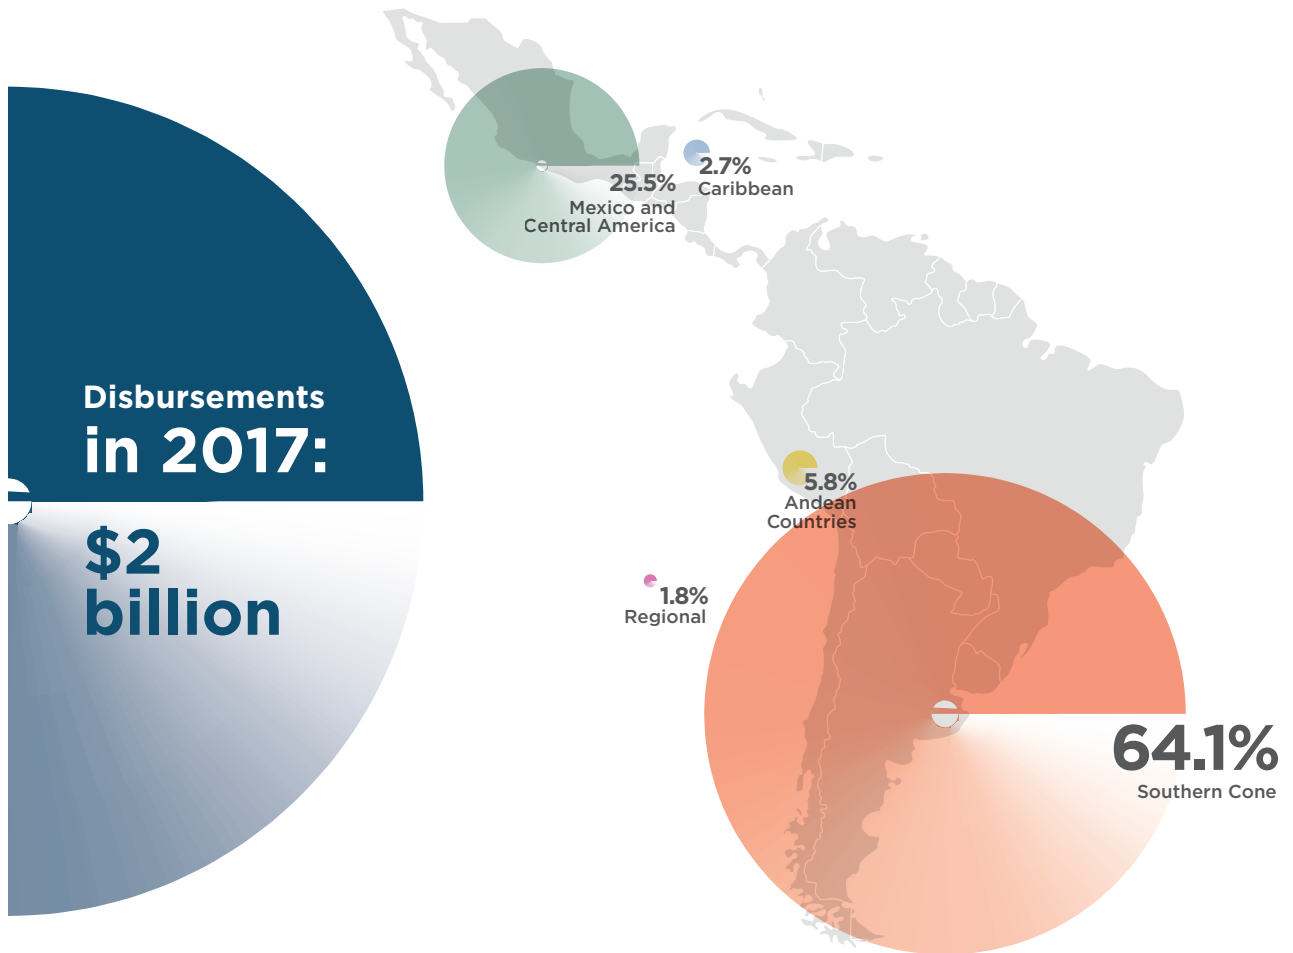 Disbursements
in 2017:
$2
billion
25.5%
Mexico and
Central America
2.7%
Caribbean
5.8%
Andean
Countries
1.8%
Regional
64.1%
Southern Cone